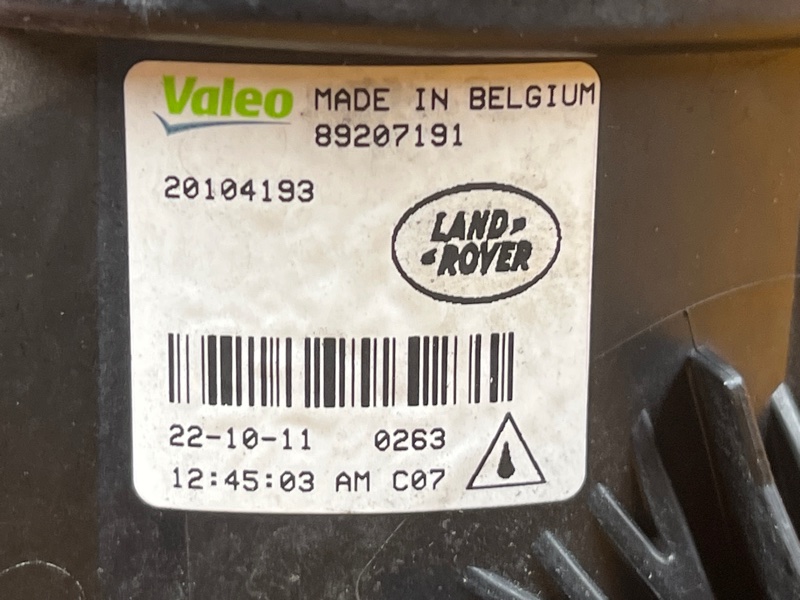 Valeo MADE IN BELGIUM
89207191
20104193
LAND
ROVER
22-10-11 0263
12:45:03 AM C07